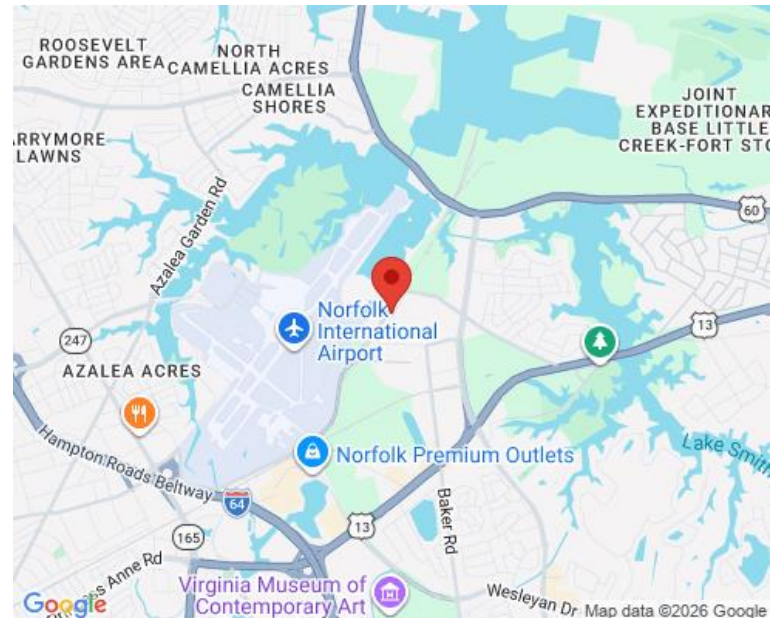 ROOSEVELT
GARDENS AREA
NORTH
CAMELLIA ACRES
CAMELLIA
SHORES
JOINT
EXPEDITIONAR
BASE LITTLE
CREEK-FORT STO
ARRYMORE
LAWNS
Azalea Garden Rd
60
Norfolk
International
Airport
13
247
AZALEA ACRES
Hampton Roads Beltway
Norfolk Premium Outlets
Lake Smith
64
13
Baker Rd
165
Anne Rd
Virginia Museum of
Contemporary Art
Wesleyan Dr
Google
Map data ©2026 Google